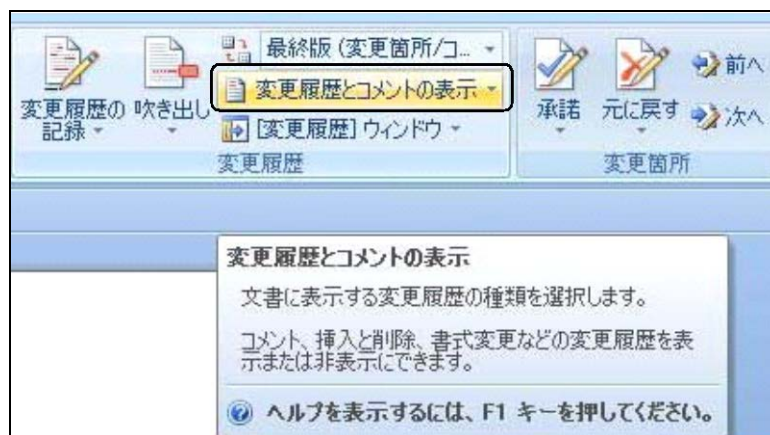 最終版 (変更箇所/コ...
変更履歴とコメントの表示
[変更履歴] ウィンドウ
変更履歴の
記録
吹き出し
変更履歴
承諾
元に戻す
前へ
次へ
変更箇所
変更履歴とコメントの表示
文書に表示する変更履歴の種類を選択します。
コメント、挿入と削除、書式変更などの変更履歴を表
示または非表示にできます。
ヘルプを表示するには、F1 キーを押してください。